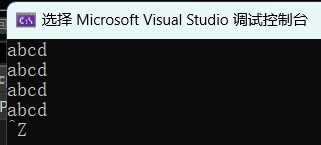 选择 Microsoft Visual Studio 调试控制台
abcd
abcd
abcd
abcd
^Z